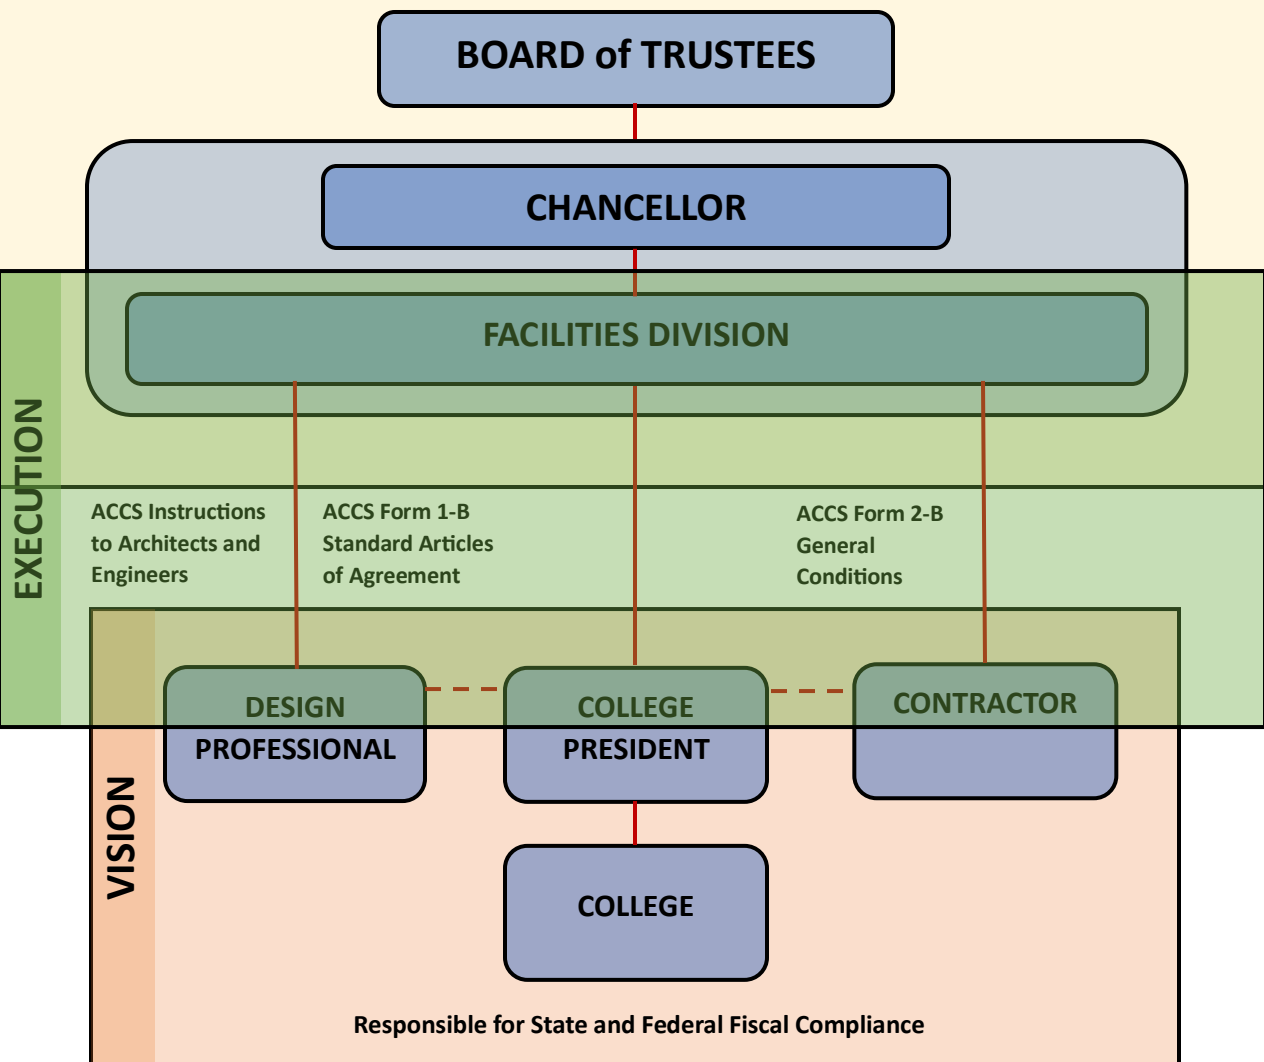 BOARD of TRUSTEES
CHANCELLOR
FACILITIES DIVISION
EXECUTION
ACCS Instructions
to Architects and
Engineers
ACCS Form 1-B
Standard Articles
of Agreement
ACCS Form 2-B
General
Conditions
DESIGN
PROFESSIONAL
COLLEGE
PRESIDENT
CONTRACTOR
VISION
COLLEGE
Responsible for State and Federal Fiscal Compliance